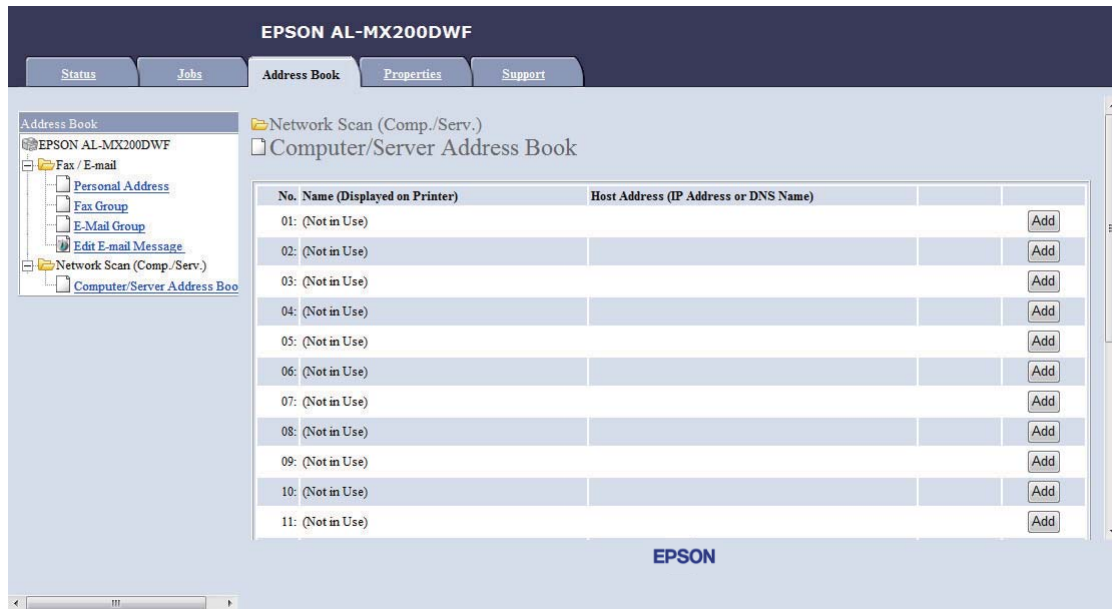 EPSON AL-MX200DWF
Status Jobs Address Book Properties Support
Address Book
EPSON AL-MX200DWF
Fax / E-mail
Personal Address
Fax Group
E-Mail Group
Edit E-mail Message
Network Scan (Comp./Serv.)
Computer/Server Address Boo
Network Scan (Comp./Serv.)
Computer/Server Address Book
No. Name (Displayed on Printer) Host Address (IP Address or DNS Name)
01: (Not in Use) Add
02: (Not in Use) Add
03: (Not in Use) Add
04: (Not in Use) Add
05: (Not in Use) Add
06: (Not in Use) Add
07: (Not in Use) Add
08: (Not in Use) Add
09: (Not in Use) Add
10: (Not in Use) Add
11: (Not in Use) Add
EPSON